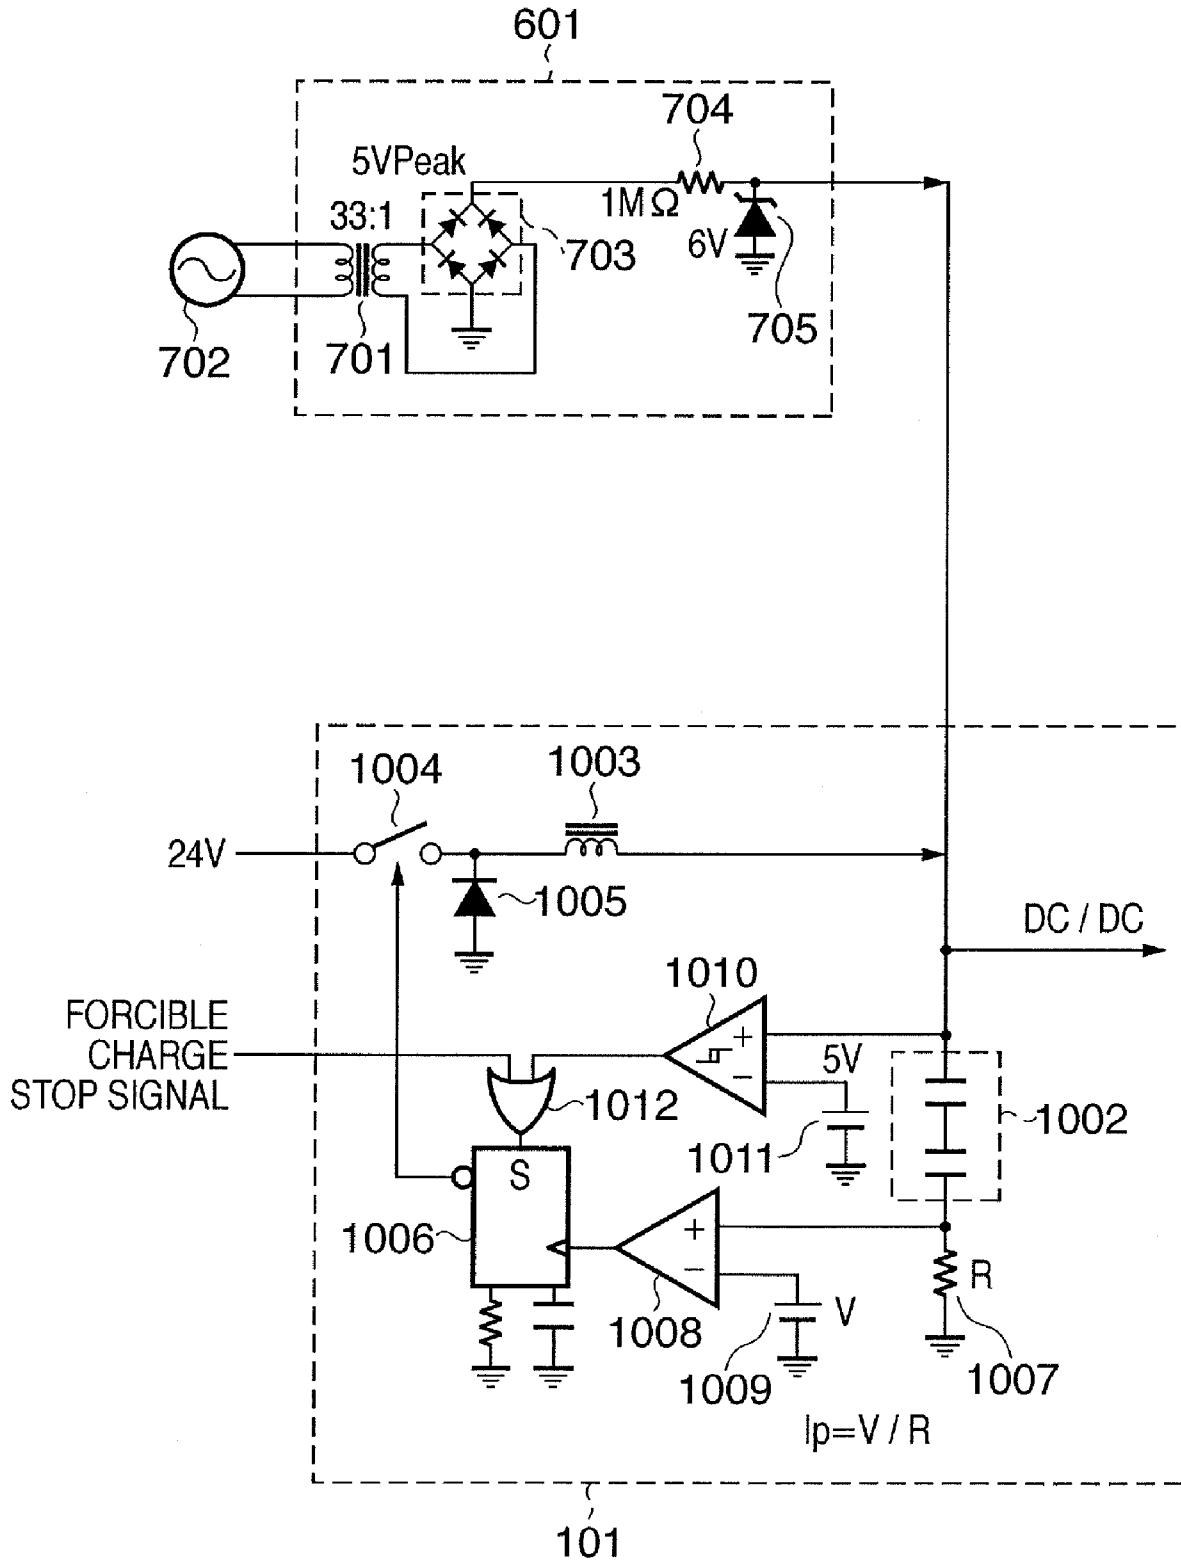 601
704
5VPeak
1MΩ
33:1
703
6V
705
702
701
1004
1003
24V
1005
DC / DC
1010
+
−
FORCIBLE
CHARGE
STOP SIGNAL
5V
1012
1002
1011
S
1006
+
−
R
1008
V
1009
1007
Ip=V / R
101